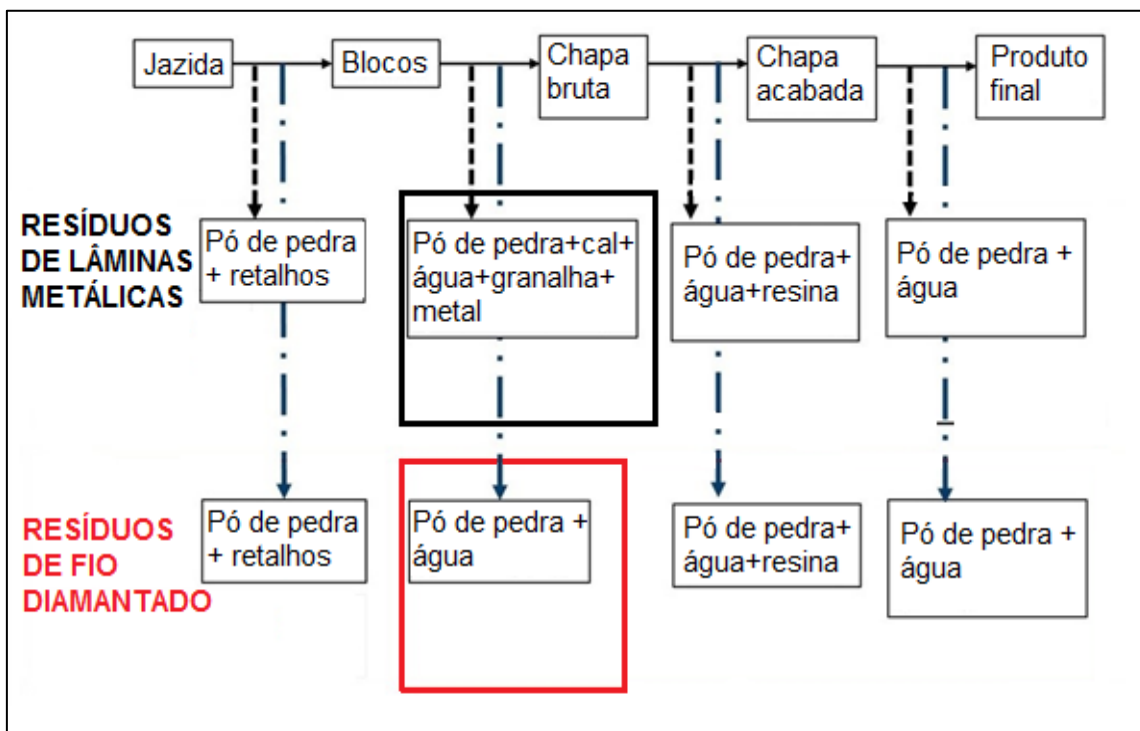 Jazida
Blocos
Chapa
bruta
Chapa
acabada
Produto
final
RESÍDUOS
DE LÂMINAS
METÁLICAS
Pó de pedra
+ retalhos
Pó de pedra+cal+
água+granalha+
metal
Pó de pedra+
água+resina
Pó de pedra +
água
RESÍDUOS
DE FIO
DIAMANTADO
Pó de pedra
+ retalhos
Pó de pedra +
água
Pó de pedra+
água+resina
Pó de pedra +
água